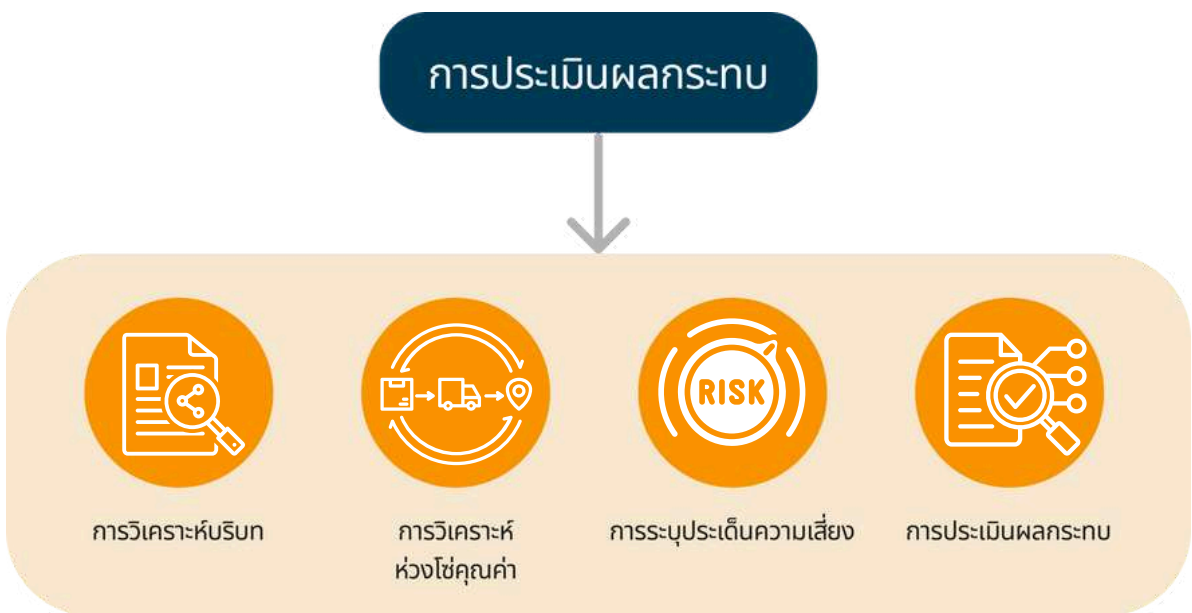 การประเมินผลกระทบ
RISK
การวิเคราะห์บริบท
การวิเคราะห์
ห่วงโซ่คุณค่า
การระบุประเด็นความเสี่ยง
การประเมินผลกระทบ